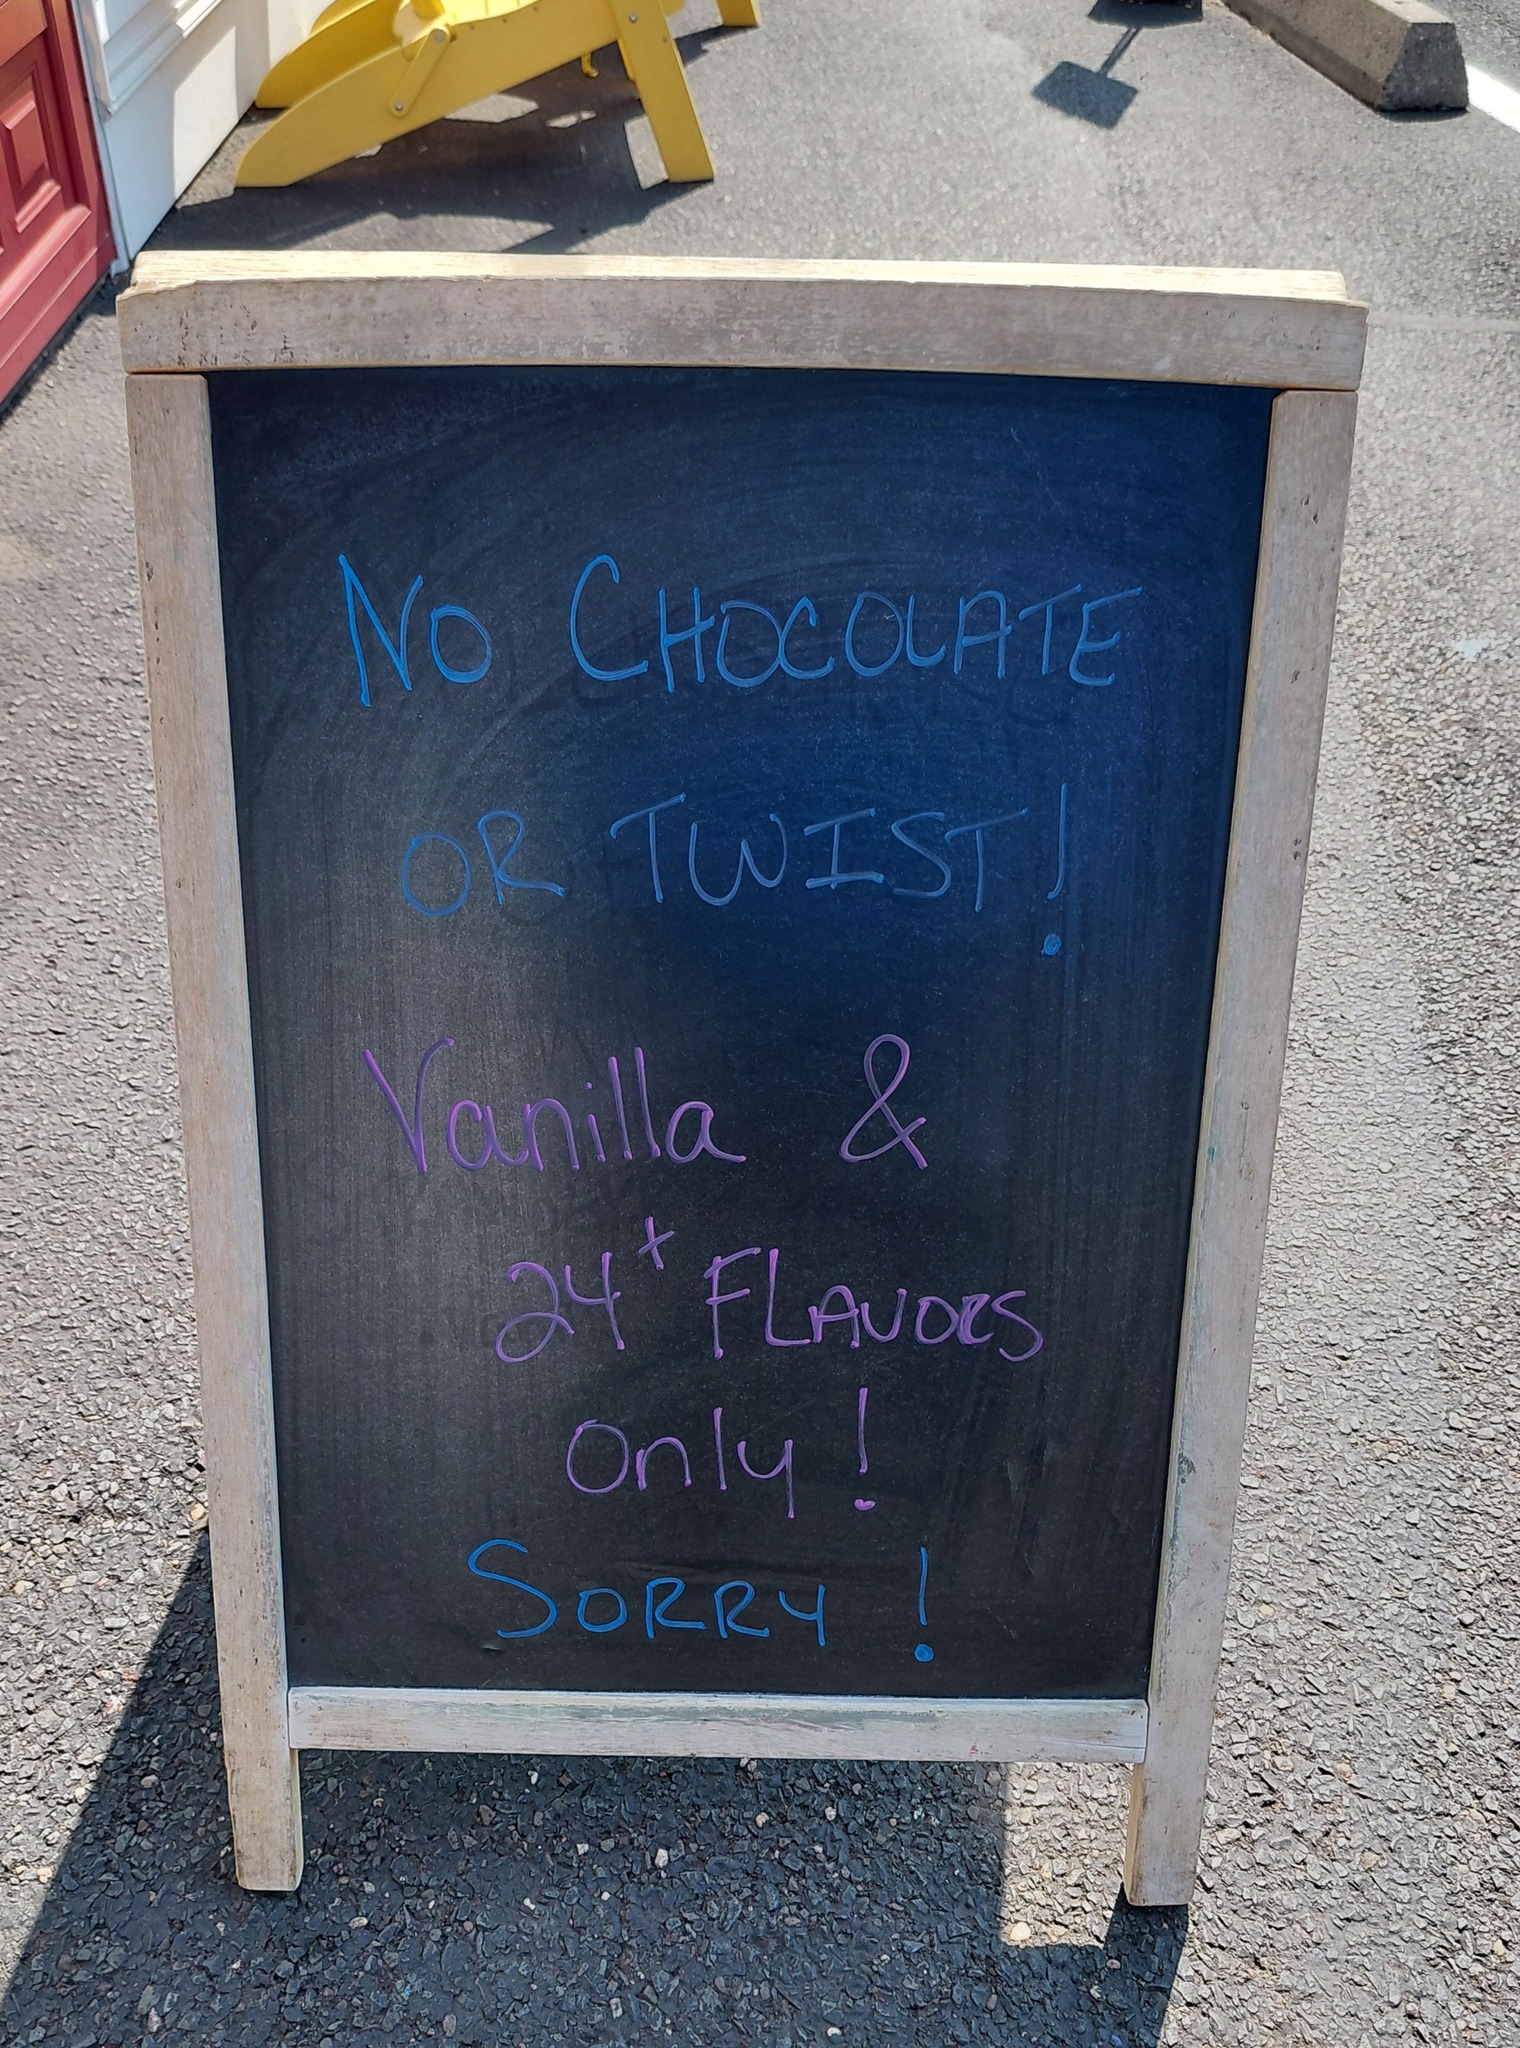 NO CHOCOLATE
OR TWIST!
Vanilla &
24+ FLAVORS
only!
SORRY!